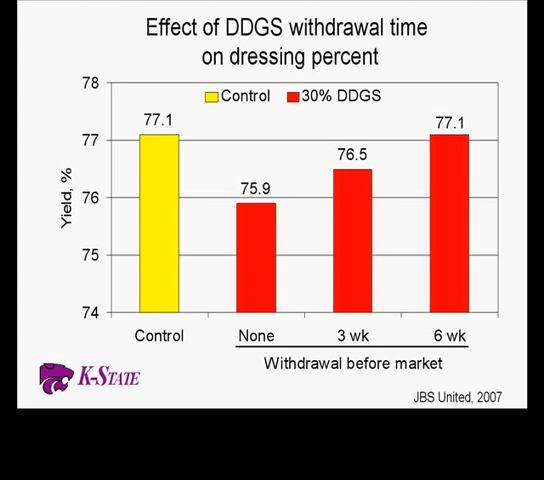 Effect of DDGS withdrawal time
on dressing percent
78
77
76
75
74
Yield, %
Control
30% DDGS
77.1
75.9
76.5
77.1
Control
None
3 wk
6 wk
Withdrawal before market
K-STATE
JBS United, 2007